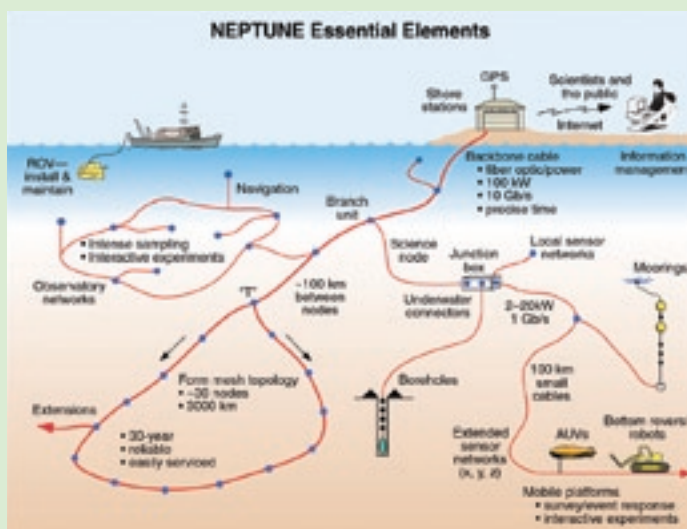 NEPTUNE Essential Elements
GPS
Shore
stations
Scientists and
the public
Internet
ROV—
install &
maintain
Navigation
Backbone cable
• fiber optic/power
• 100 kW
• 10 Gb/s
• precise time
Information
management
Branch
unit
• Intense sampling
• Interactive experiments
Observatory
networks
Science
node
Junction
box
Local sensor
networks
Moorings
"T"
~100 km
between
nodes
Underwater
connectors
2–20kW
1 Gb/s
Form mesh topology
• ~30 nodes
• 3000 km
Boreholes
100 km
small
cables
Extensions
• 30-year
• reliable
• easily serviced
Extended
sensor
networks
(x, y, z)
AUVs
Bottom
robots
Mobile platforms
• survey/event response
• interactive experiments